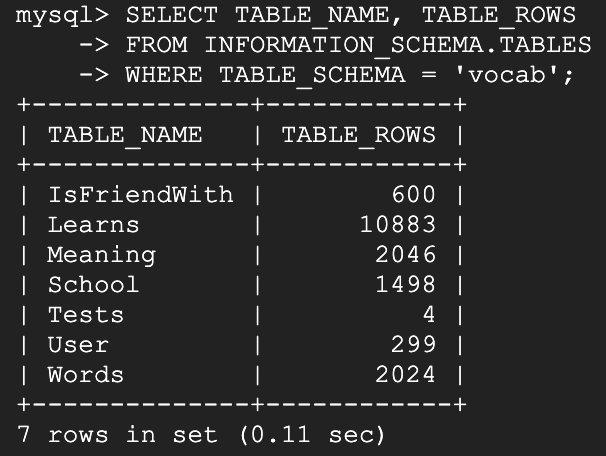 mysql> SELECT TABLE_NAME, TABLE_ROWS
    -> FROM INFORMATION_SCHEMA.TABLES
    -> WHERE TABLE_SCHEMA = 'vocab';
+--------------+------------+
| TABLE_NAME   | TABLE_ROWS |
+--------------+------------+
| IsFriendWith |        600 |
| Learns       |      10883 |
| Meaning      |       2046 |
| School       |       1498 |
| Tests        |          4 |
| User         |        299 |
| Words        |       2024 |
+--------------+------------+
7 rows in set (0.11 sec)